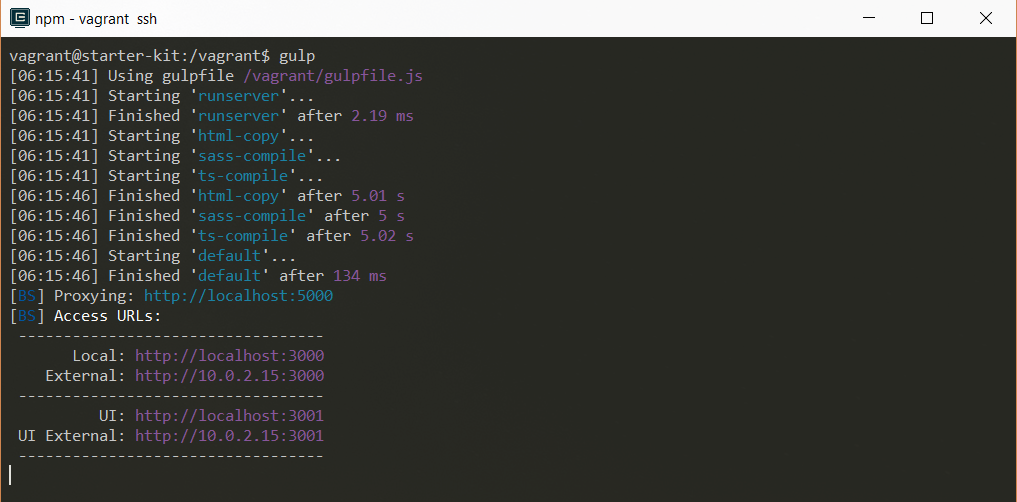 npm - vagrant  ssh
vagrant@starter-kit:/vagrant$ gulp
[06:15:41] Using gulpfile /vagrant/gulpfile.js
[06:15:41] Starting 'runserver'...
[06:15:41] Finished 'runserver' after 2.19 ms
[06:15:41] Starting 'html-copy'...
[06:15:41] Starting 'sass-compile'...
[06:15:41] Starting 'ts-compile'...
[06:15:46] Finished 'html-copy' after 5.01 s
[06:15:46] Finished 'sass-compile' after 5 s
[06:15:46] Finished 'ts-compile' after 5.02 s
[06:15:46] Starting 'default'...
[06:15:46] Finished 'default' after 134 ms
[BS] Proxying: http://localhost:5000
[BS] Access URLs:
 ----------------------------------
       Local: http://localhost:3000
    External: http://10.0.2.15:3000
 ----------------------------------
          UI: http://localhost:3001
 UI External: http://10.0.2.15:3001
 ----------------------------------